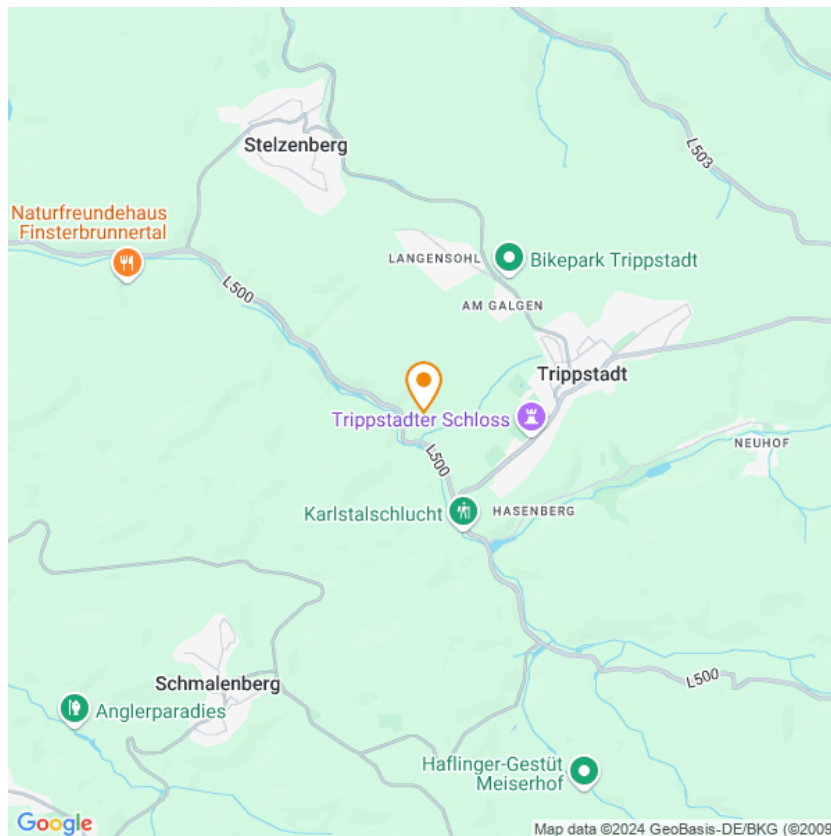 L503
Stelzenberg
Naturfreundehaus
Finsterbrunnertal
LANGENSOHL
Bikepark Trippstadt
L500
AM GALGEN
Trippstadt
Trippstadter Schloss
NEUHOF
L500
Karlstalschlucht
HASENBERG
L500
Schmalenberg
Anglerparadies
Haflinger-Gestüt
Meiserhof
Google
Map data ©2024 GeoBasis-DE/BKG (©2009